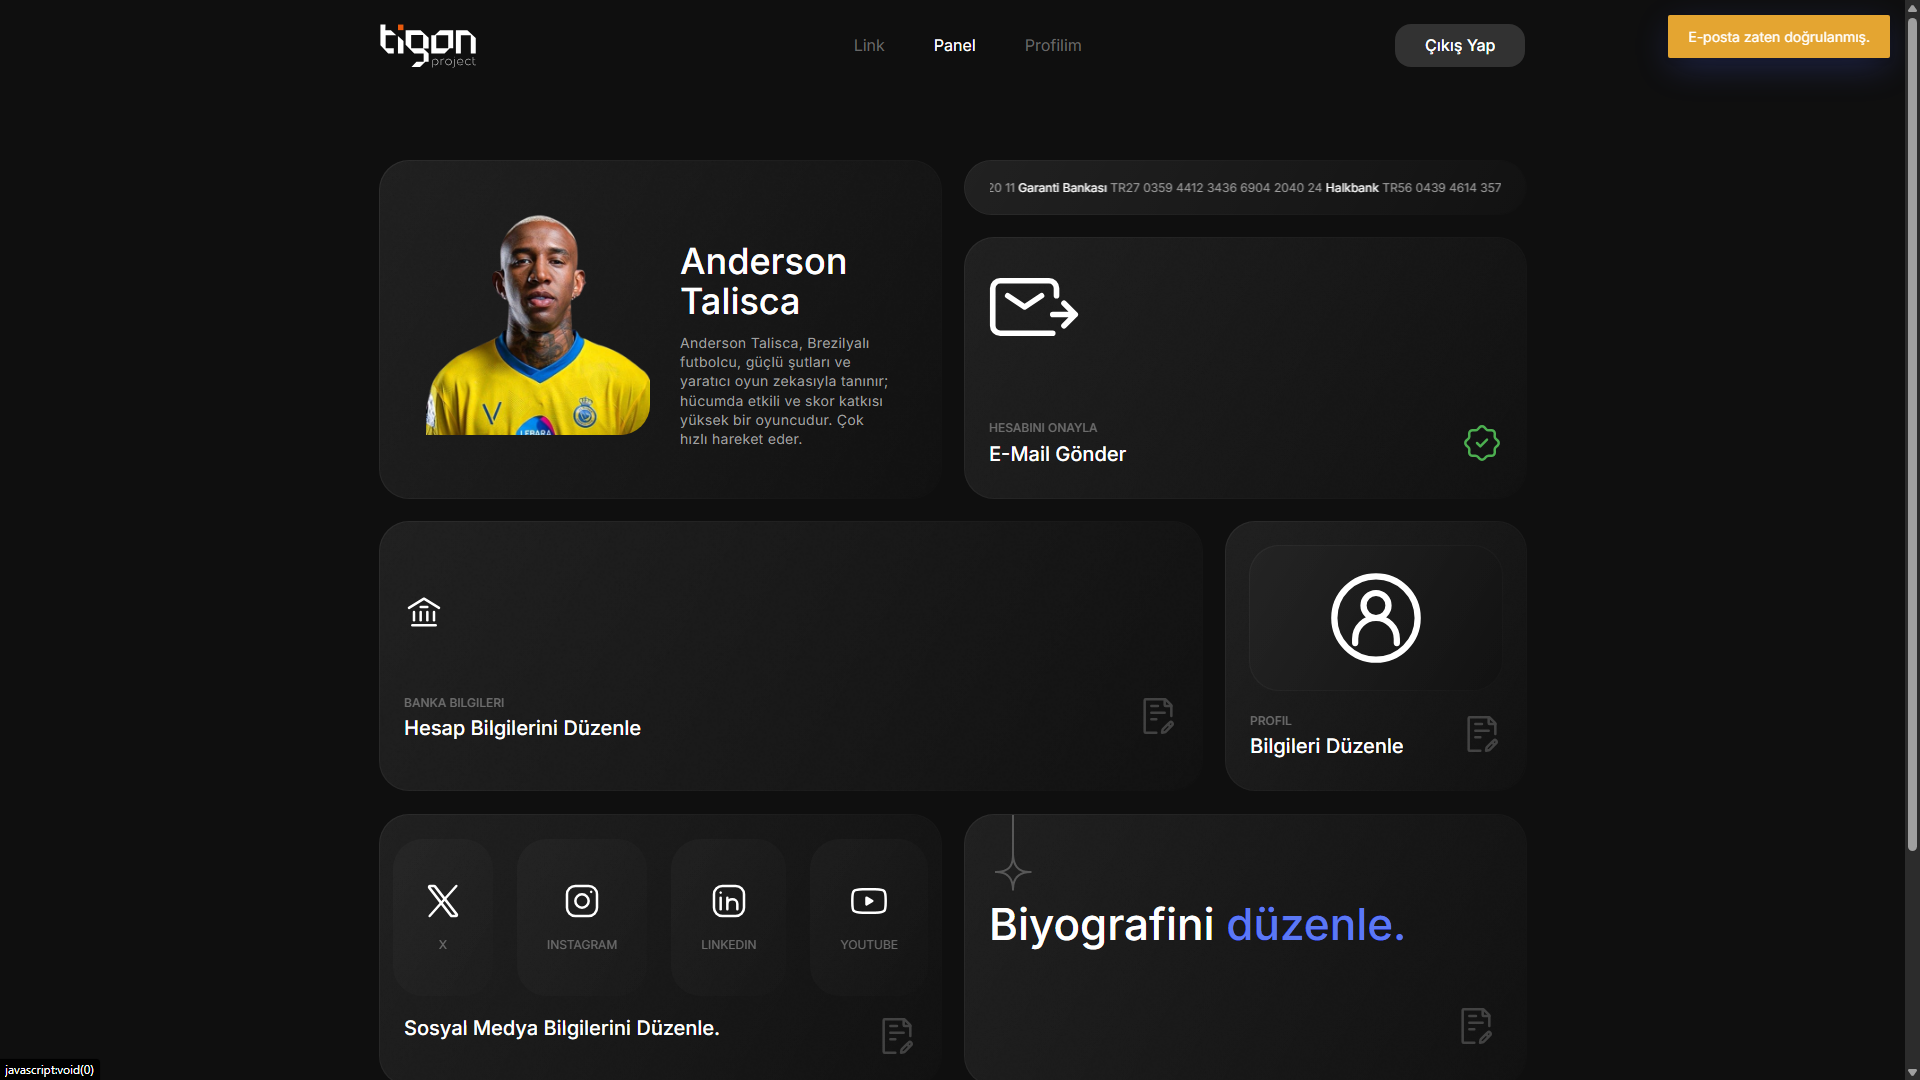 tigon
project
Link
Panel
Profilim
Çıkış Yap
E-posta zaten doğrulanmış.
20 11 Garanti Bankası TR27 0359 4412 3436 6904 2040 24 Halkbank TR56 0439 4614 357
Anderson
Talisca
Anderson Talisca, Brezilyalı
futbolcu, güçlü şutları ve
yaratıcı oyun zekasıyla tanınır;
hücumda etkili ve skor katkısı
yüksek bir oyuncudur. Çok
hızlı hareket eder.
LEBARA
HESABINI ONAYLA
E-Mail Gönder
BANKA BILGILERI
Hesap Bilgilerini Düzenle
PROFIL
Bilgileri Düzenle
X
INSTAGRAM
LINKEDIN
YOUTUBE
Sosyal Medya Bilgilerini Düzenle.
Biyografini düzenle.
javascript:void(0)